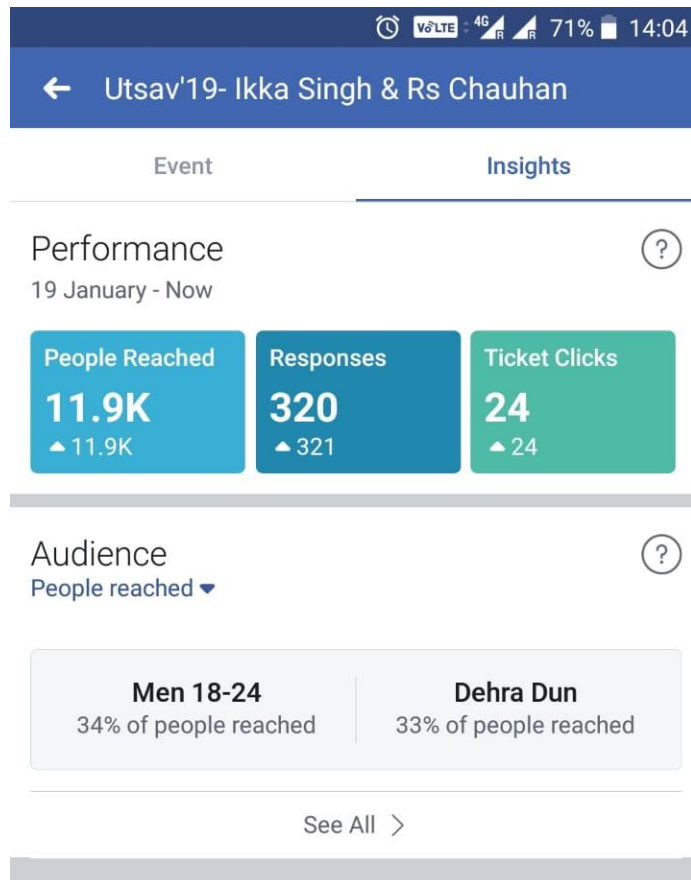 VoLTE 4G R R 71% 14:04
Utsav'19- Ikka Singh & Rs Chauhan
Event Insights
Performance ?
19 January - Now
People Reached Responses Ticket Clicks
11.9K 320 24
11.9K 321 24
Audience ?
People reached
Men 18-24 Dehra Dun
34% of people reached 33% of people reached
See All